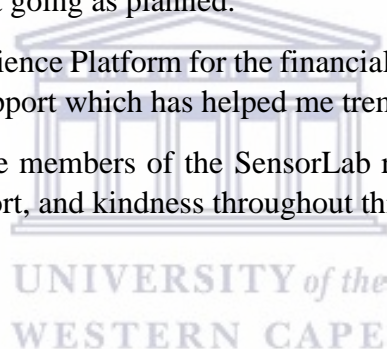 going as planned.
ience Platform for the financial
port which has helped me tren
e members of the SensorLab
rt, and kindness throughout th
UNIVERSITY of the
WESTERN CAPE